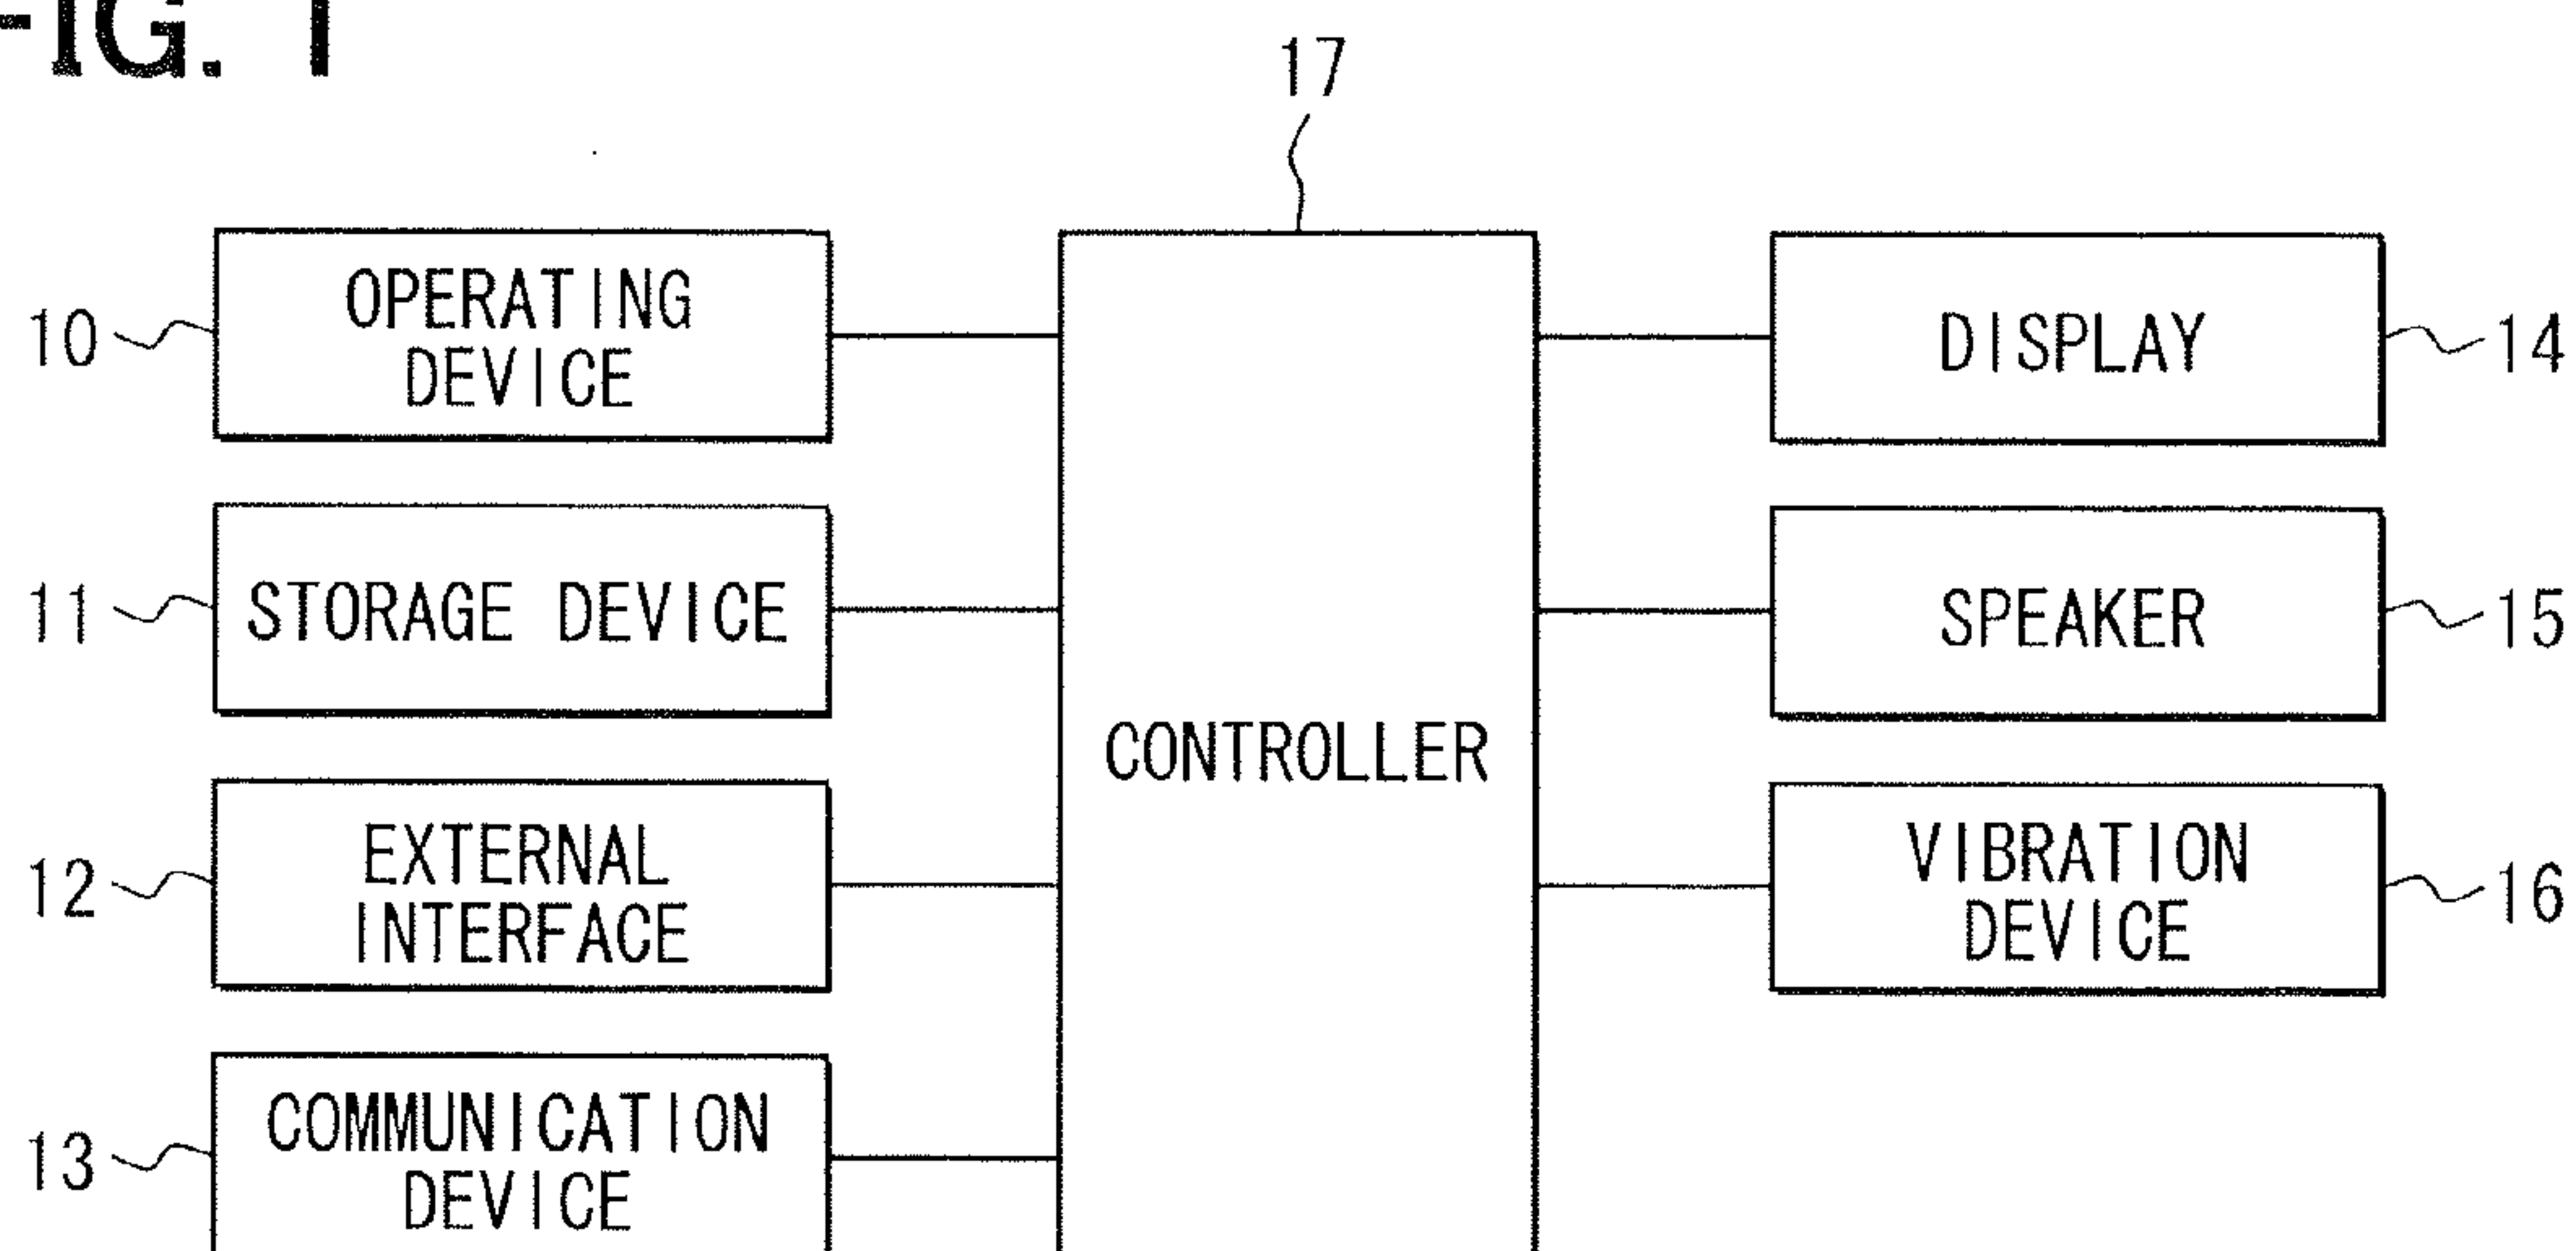 FIG. 1
17
10
OPERATING
DEVICE
DISPLAY
14
11
STORAGE DEVICE
SPEAKER
15
CONTROLLER
12
EXTERNAL
INTERFACE
VIBRATION
DEVICE
16
13
COMMUNICATION
DEVICE